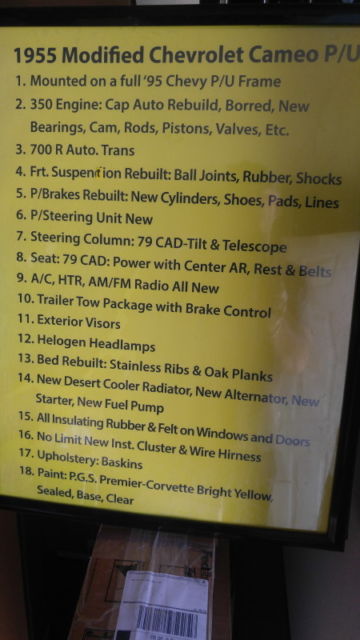 1955 Modified Chevrolet Cameo P/U
1. Mounted on a full '95 Chevy P/U Frame
2. 350 Engine: Cap Auto Rebuild, Borred, New
Bearings, Cam, Rods, Pistons, Valves, Etc.
3. 700 R Auto. Trans
4. Frt. Suspention Rebuilt: Ball Joints, Rubber, Shocks
5. P/Brakes Rebuilt: New Cylinders, Shoes, Pads, Lines
6. P/Steering Unit New
7. Steering Column: 79 CAD-Tilt & Telescope
8. Seat: 79 CAD: Power with Center AR, Rest & Belts
9. A/C, HTR, AM/FM Radio All New
10. Trailer Tow Package with Brake Control
11. Exterior Visors
12. Helogen Headlamps
13. Bed Rebuilt: Stainless Ribs & Oak Planks
14. New Desert Cooler Radiator, New Alternator, New
Starter, New Fuel Pump
15. All Insulating Rubber & Felt on Windows and Doors
16. No Limit New Inst. Cluster & Wire Hirness
17. Upholstery: Baskins
18. Paint: P.G.S. Premier-Corvette Bright Yellow,
Sealed, Base, Clear